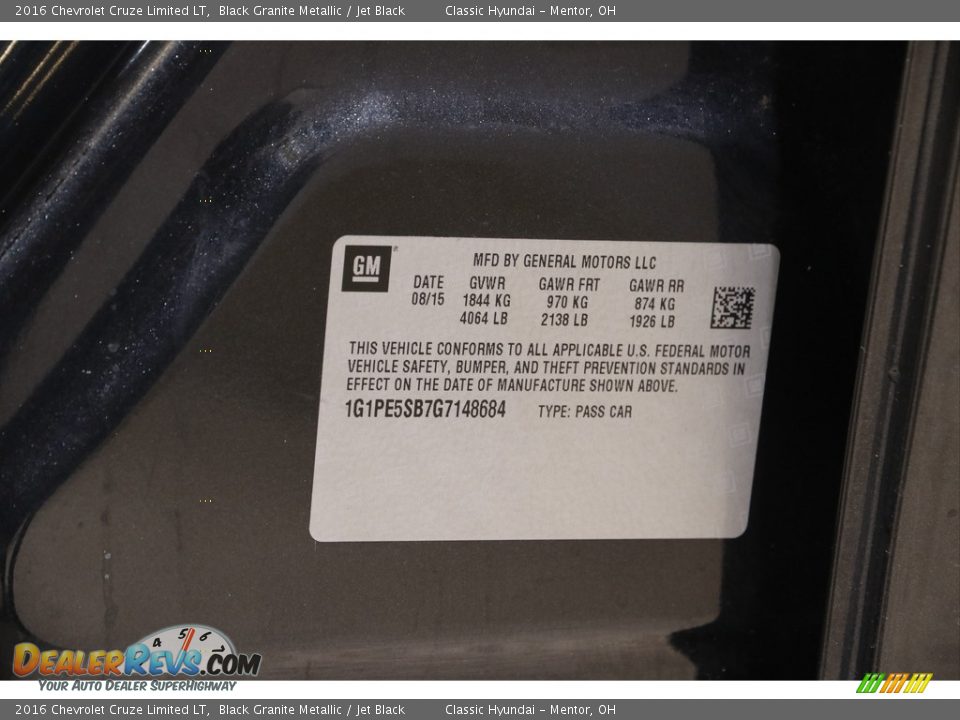 2016 Chevrolet Cruze Limited LT, Black Granite Metallic / Jet Black Classic Hyundai – Mentor, OH
GM
MFD BY GENERAL MOTORS LLC
DATE GVWR GAWR FRT GAWR RR
08/15 1844 KG 970 KG 874 KG
4064 LB 2138 LB 1926 LB
THIS VEHICLE CONFORMS TO ALL APPLICABLE U.S. FEDERAL MOTOR
VEHICLE SAFETY, BUMPER, AND THEFT PREVENTION STANDARDS IN
EFFECT ON THE DATE OF MANUFACTURE SHOWN ABOVE.
1G1PE5SB7G7148684 TYPE: PASS CAR
4 5 6
DEALERREVS.COM
YOUR AUTO DEALER SUPERHIGHWAY
2016 Chevrolet Cruze Limited LT, Black Granite Metallic / Jet Black Classic Hyundai – Mentor, OH